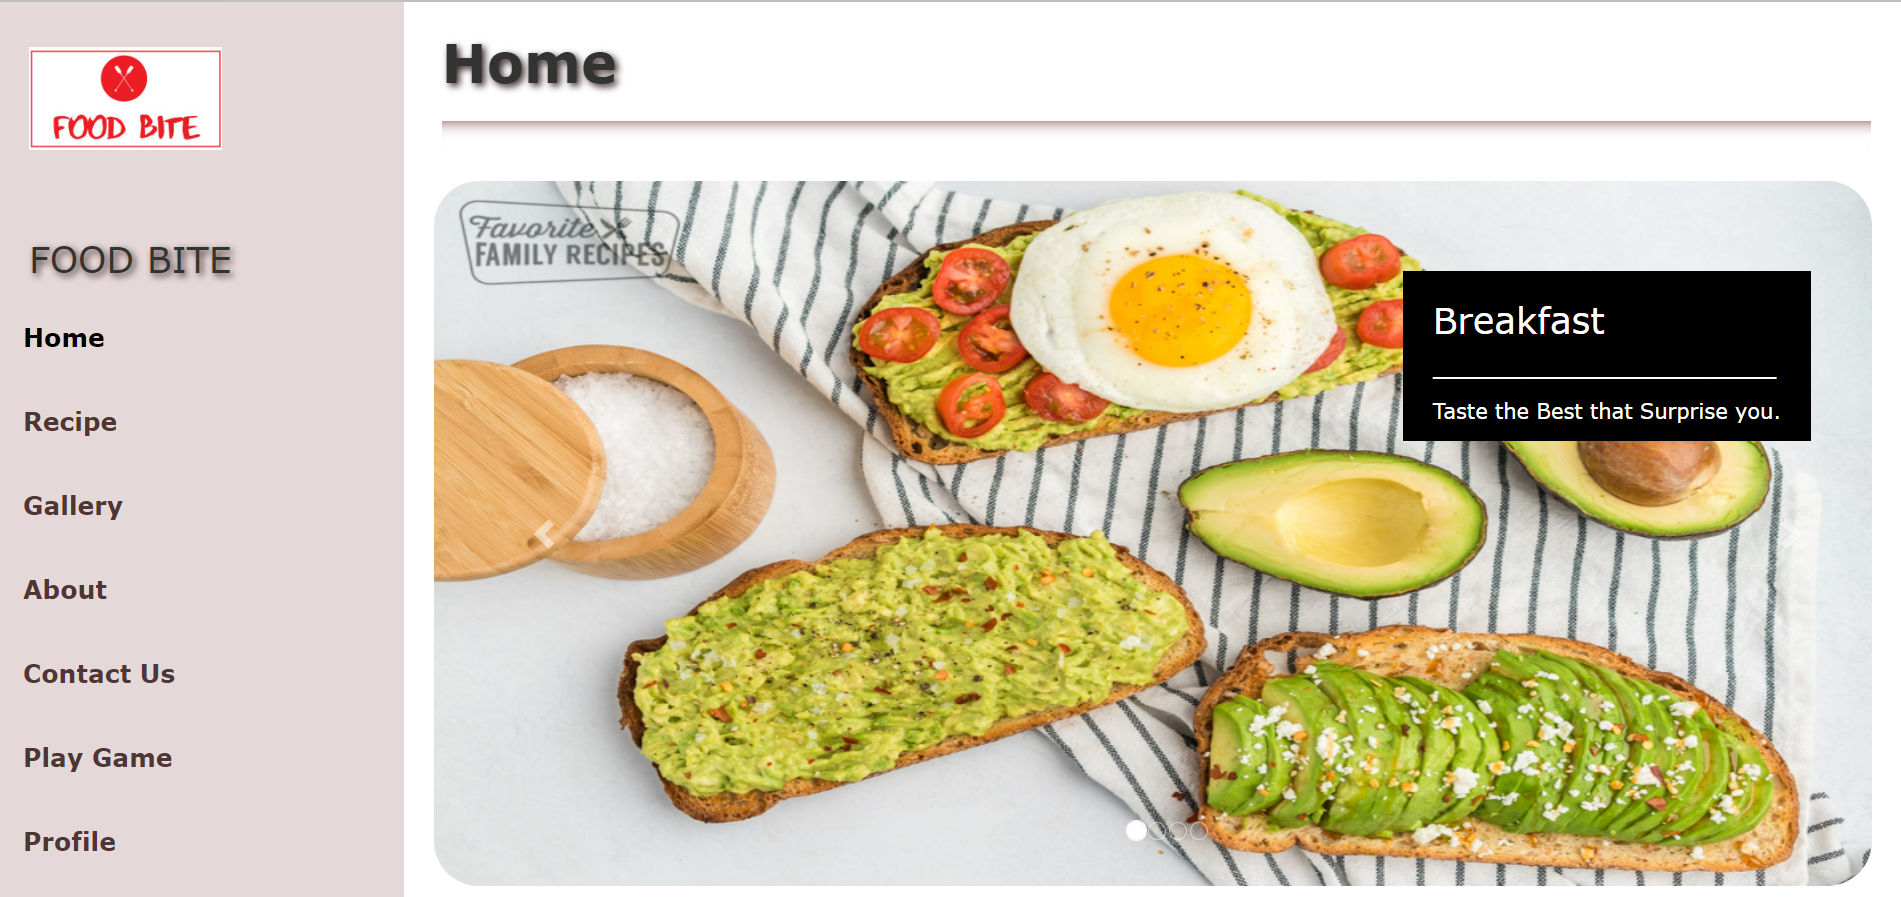 FOOD BITE
FOOD BITE
Home
Recipe
Gallery
About
Contact Us
Play Game
Profile
Home
Favorite
FAMILY RECIPES
Breakfast
Taste the Best that Surprise you.